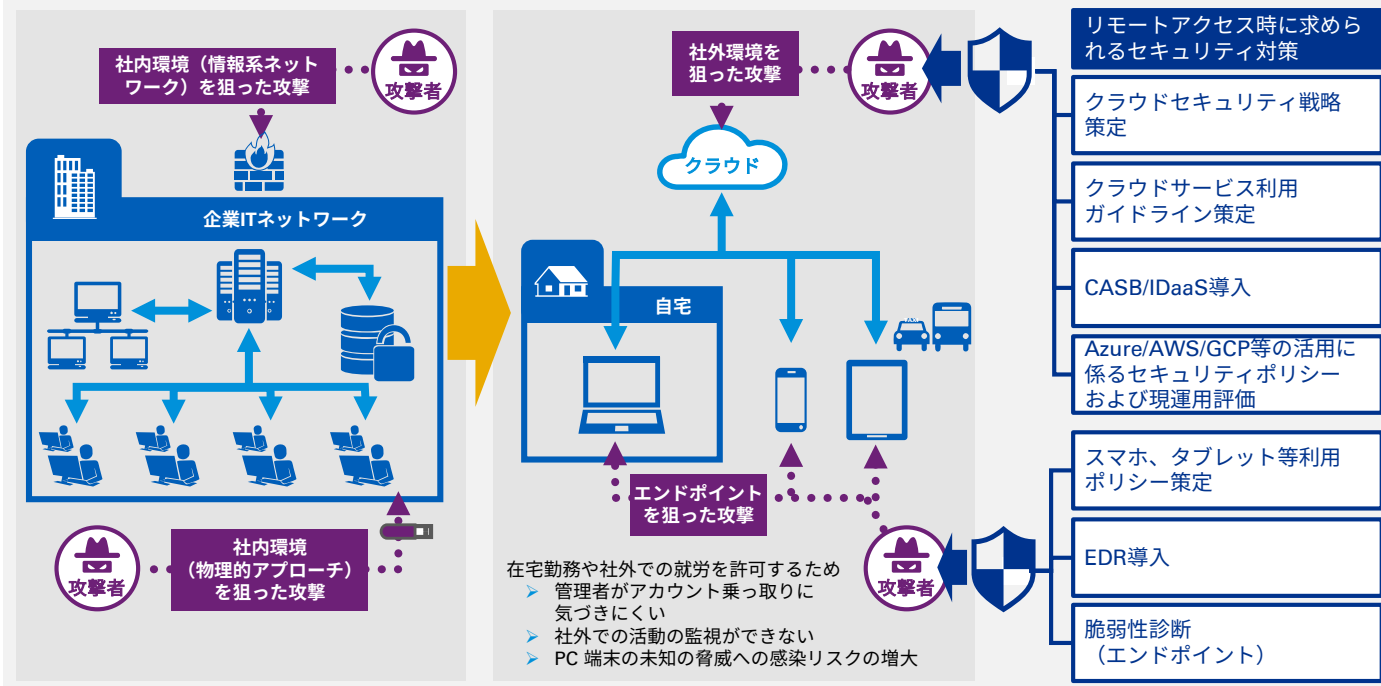 社内環境（情報系ネット
ワーク）を狙った攻撃
攻撃者
企業ITネットワーク
攻撃者
社内環境
（物理的アプローチ）
を狙った攻撃
社外環境を
狙った攻撃
攻撃者
クラウド
自宅
エンドポイント
を狙った攻撃
攻撃者
在宅勤務や社外での就労を許可するため
➢ 管理者がアカウント乗っ取りに
気づきにくい
➢ 社外での活動の監視ができない
➢ PC 端末の未知の脅威への感染リスクの増大
リモートアクセス時に求めら
れるセキュリティ対策
クラウドセキュリティ戦略
策定
クラウドサービス利用
ガイドライン策定
CASB/IDaaS導入
Azure/AWS/GCP等の活用に
係るセキュリティポリシー
および現運用評価
スマホ、タブレット等利用
ポリシー策定
EDR導入
脆弱性診断
（エンドポイント）